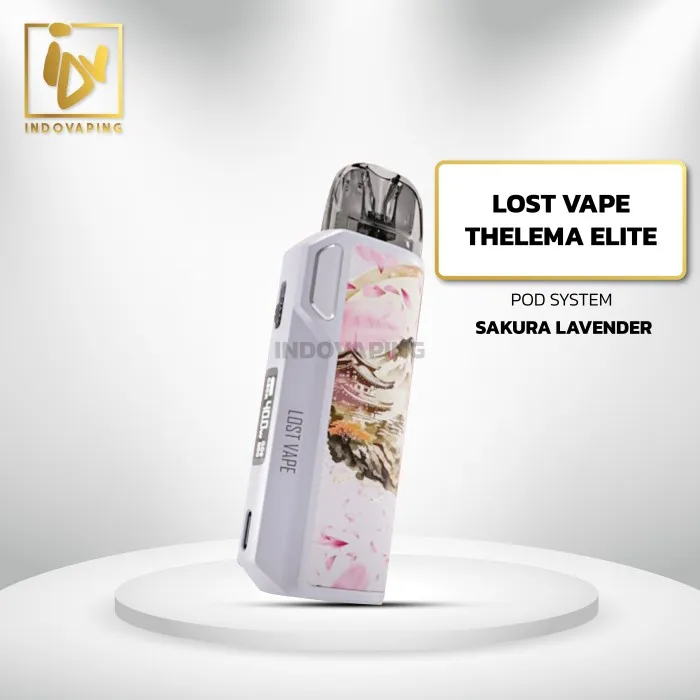 INDOVAPING
LOST VAPE
THELEMA ELITE
POD SYSTEM
SAKURA LAVENDER
INDOVAPING
LOST VAPE